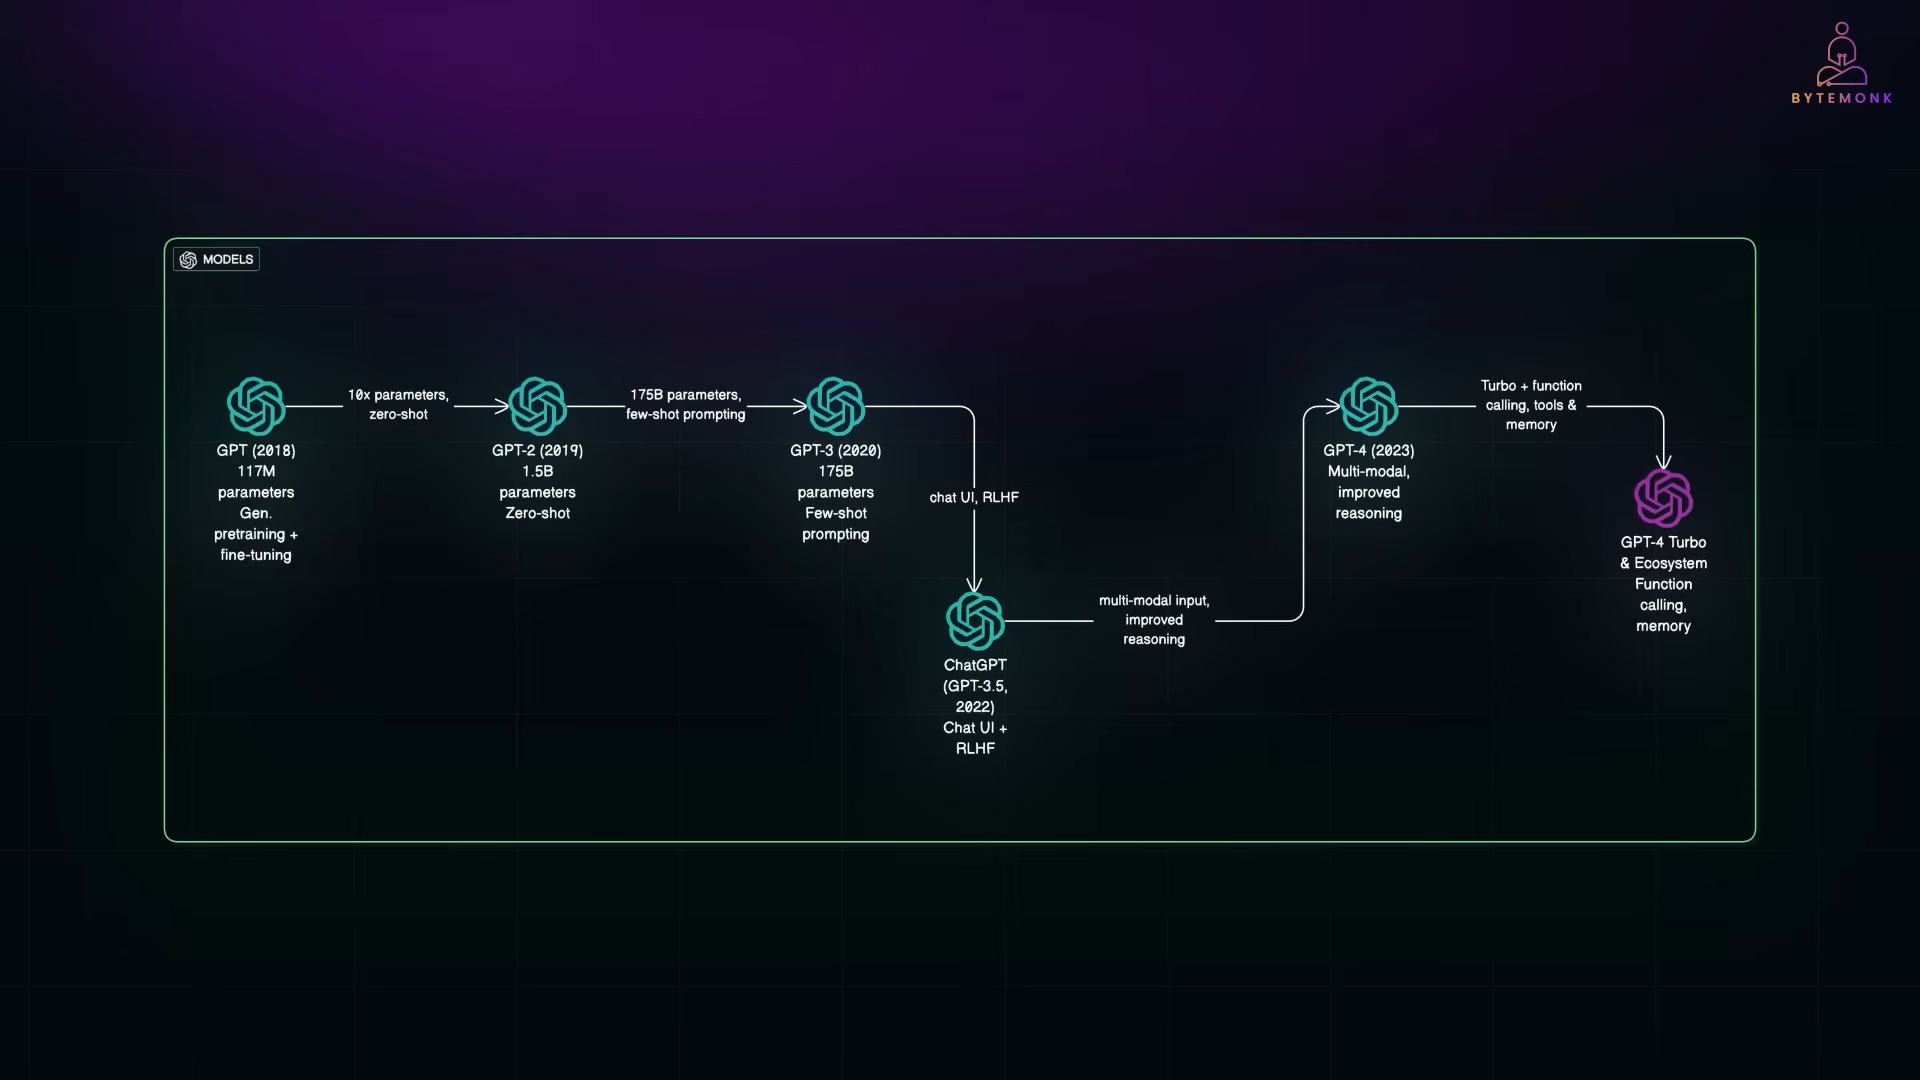 BYTEMONK
MODELS
10x parameters,
zero-shot
175B parameters,
few-shot prompting
Turbo + function
calling, tools &
memory
GPT (2018)
117M
parameters
Gen.
pretraining +
fine-tuning
GPT-2 (2019)
1.5B
parameters
Zero-shot
GPT-3 (2020)
175B
parameters
Few-shot
prompting
chat UI, RLHF
GPT-4 (2023)
Multi-modal,
improved
reasoning
GPT-4 Turbo
& Ecosystem
Function
calling,
memory
multi-modal input,
improved
reasoning
ChatGPT
(GPT-3.5,
2022)
Chat UI +
RLHF